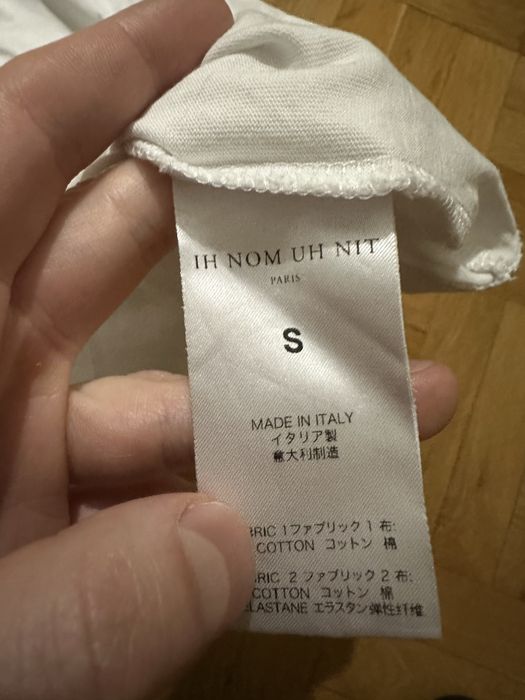 IH NOM UH NIT
PARIS
S
MADE IN ITALY
イタリア製
意大利制造
1ファブリック 1 布:
COTTON コットン 棉
2 ファブリック 2 布:
COTTON コットン 棉
エラスタン 弹性纤维